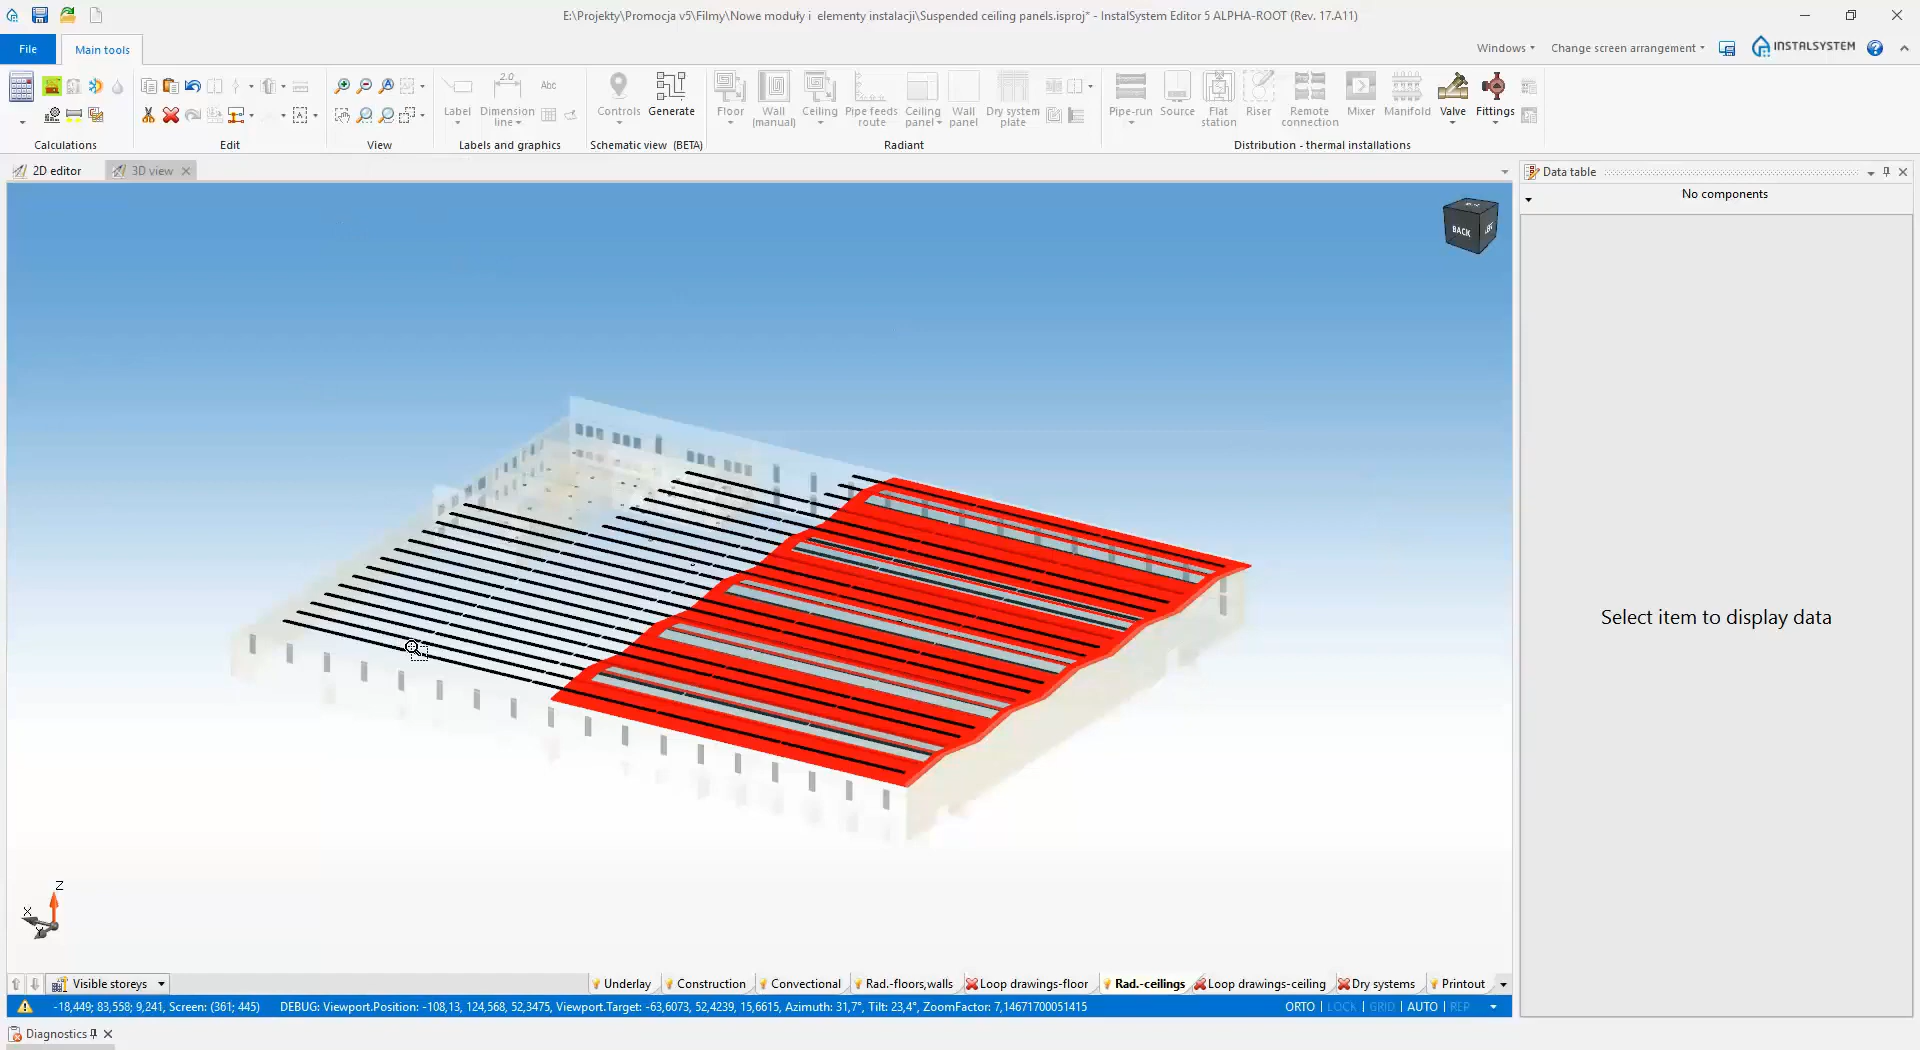 E:\Projekty\Promocja v5\Filmy\Nowe moduły i  elementy instalacji\Suspended ceiling panels.isproj* - InstalSystem Editor 5 ALPHA-ROOT (Rev. 17.A11)
File
Main tools
Windows
Change screen arrangement
INSTALSYSTEM
Label
2.0
Dimension line
Abc
Controls
Generate
Floor
Wall (manual)
Ceiling
Pipe feeds route
Ceiling panel
Wall panel
Dry system plate
Pipe-run
Source
Flat station
Riser
Remote connection
Mixer
Manifold
Valve
Fittings
Calculations
Edit
View
Labels and graphics
Schematic view (BETA)
Radiant
Distribution - thermal installations
2D editor
3D view
Data table
No components
BACK
Select item to display data
Z
X
Y
Visible storeys
Underlay
Construction
Convectional
Rad.-floors,walls
Loop drawings-floor
Rad.-ceilings
Loop drawings-ceiling
Dry systems
Printout
-18,449; 83,558; 9,241, Screen: (361; 445)
DEBUG: Viewport.Position: -108,13, 124,568, 52,3475, Viewport.Target: -63,6073, 52,4239, 15,6615, Azimuth: 31,7°, Tilt: 23,4°, ZoomFactor: 7,14671700051415
ORTO | LOCK | GRID | AUTO | REP
Diagnostics